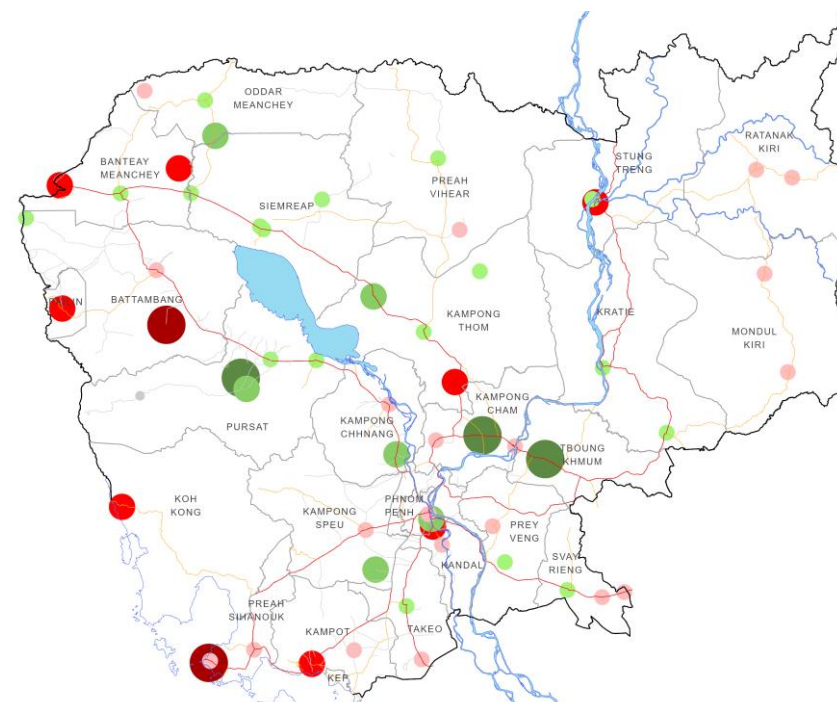 ODDAR
MEANCHEY
BANTEAY
MEANCHEY
STUNG
TRENG
RATANAK
KIRI
PREAH
VIHEAR
SIEMREAP
BATTAMBANG
KAMPONG
THOM
KRATIE
MONDUL
KIRI
PURSAT
KAMPONG
CHAM
KAMPONG
CHHNANG
TBOUNG
KHMUM
KOH
KONG
KAMPONG
SPEU
PHNOM
PENH
PREY
VENG
SVAY
RIENG
KANDAL
PREAH
SIHANOUK
KAMPOT
TAKEO
KEP